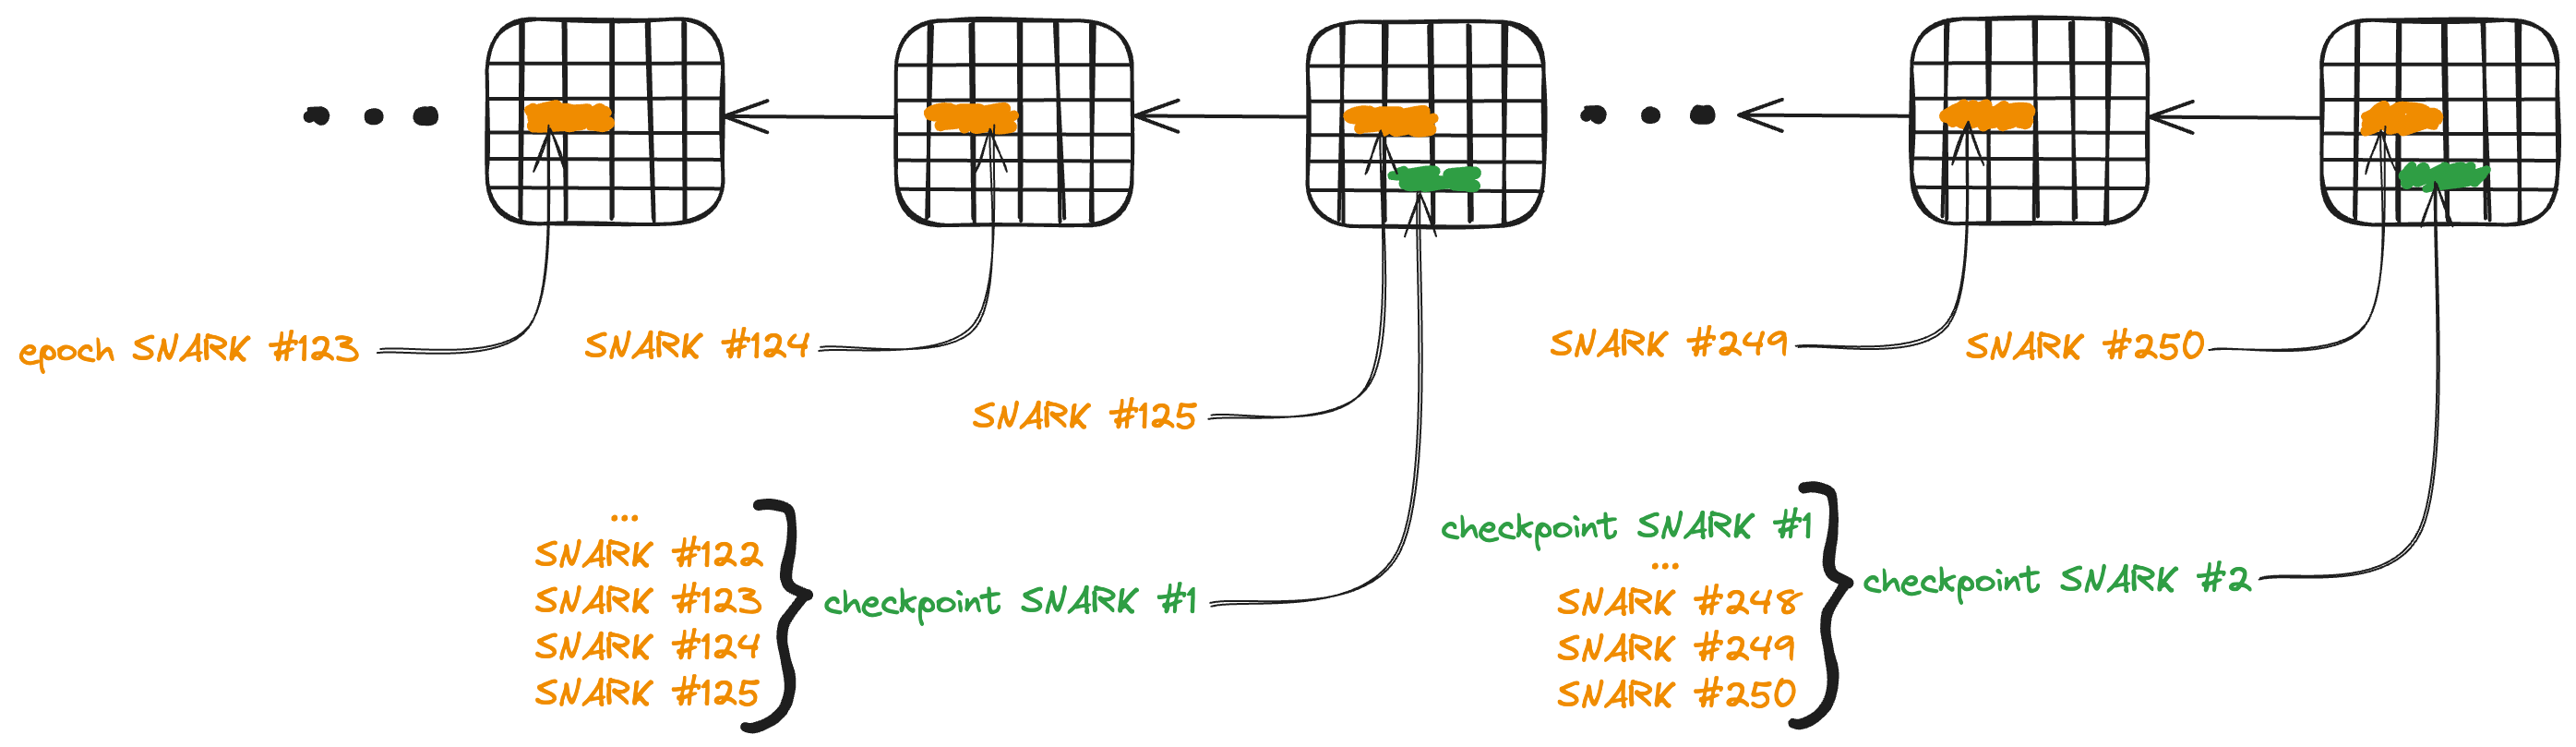 epoch SNARK #123
SNARK #124
SNARK #125
SNARK #249
SNARK #250
...
SNARK #122
SNARK #123
SNARK #124
SNARK #125
checkpoint SNARK #1
checkpoint SNARK #1
...
SNARK #248
SNARK #249
SNARK #250
checkpoint SNARK #2